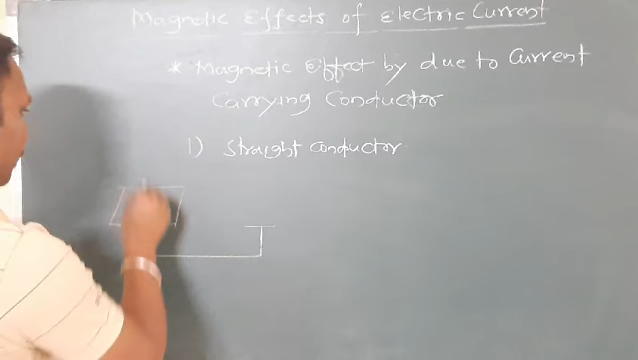 Magnetic Effects of Electric Current
* Magnetic Effect by due to Current
Carrying Conductor
1) Straight Conductor